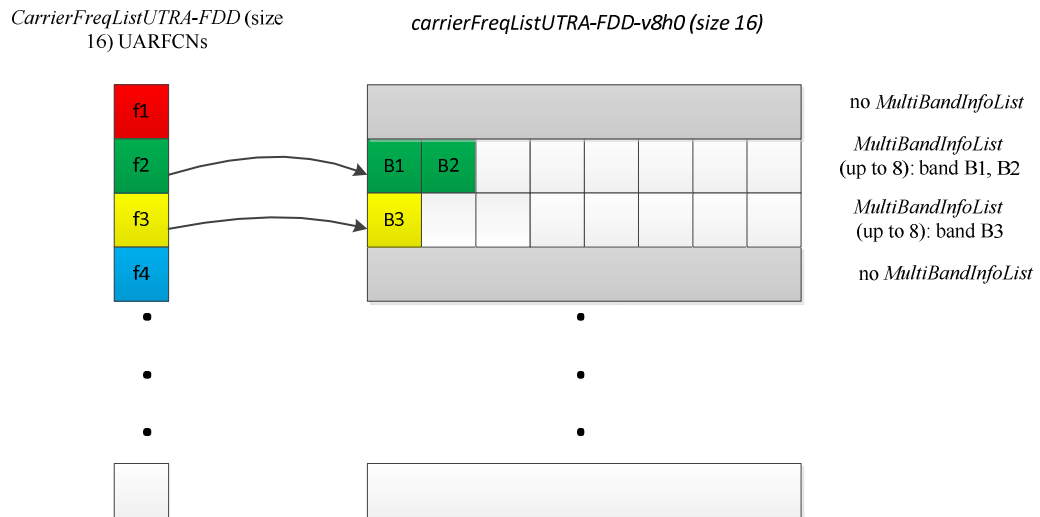 CarrierFreqListUTRA-FDD (size
16) UARFCNs
carrierFreqListUTRA-FDD-v8h0 (size 16)
f1
no MultiBandInfoList
f2
B1 B2
MultiBandInfoList
(up to 8): band B1, B2
f3
B3
MultiBandInfoList
(up to 8): band B3
f4
no MultiBandInfoList